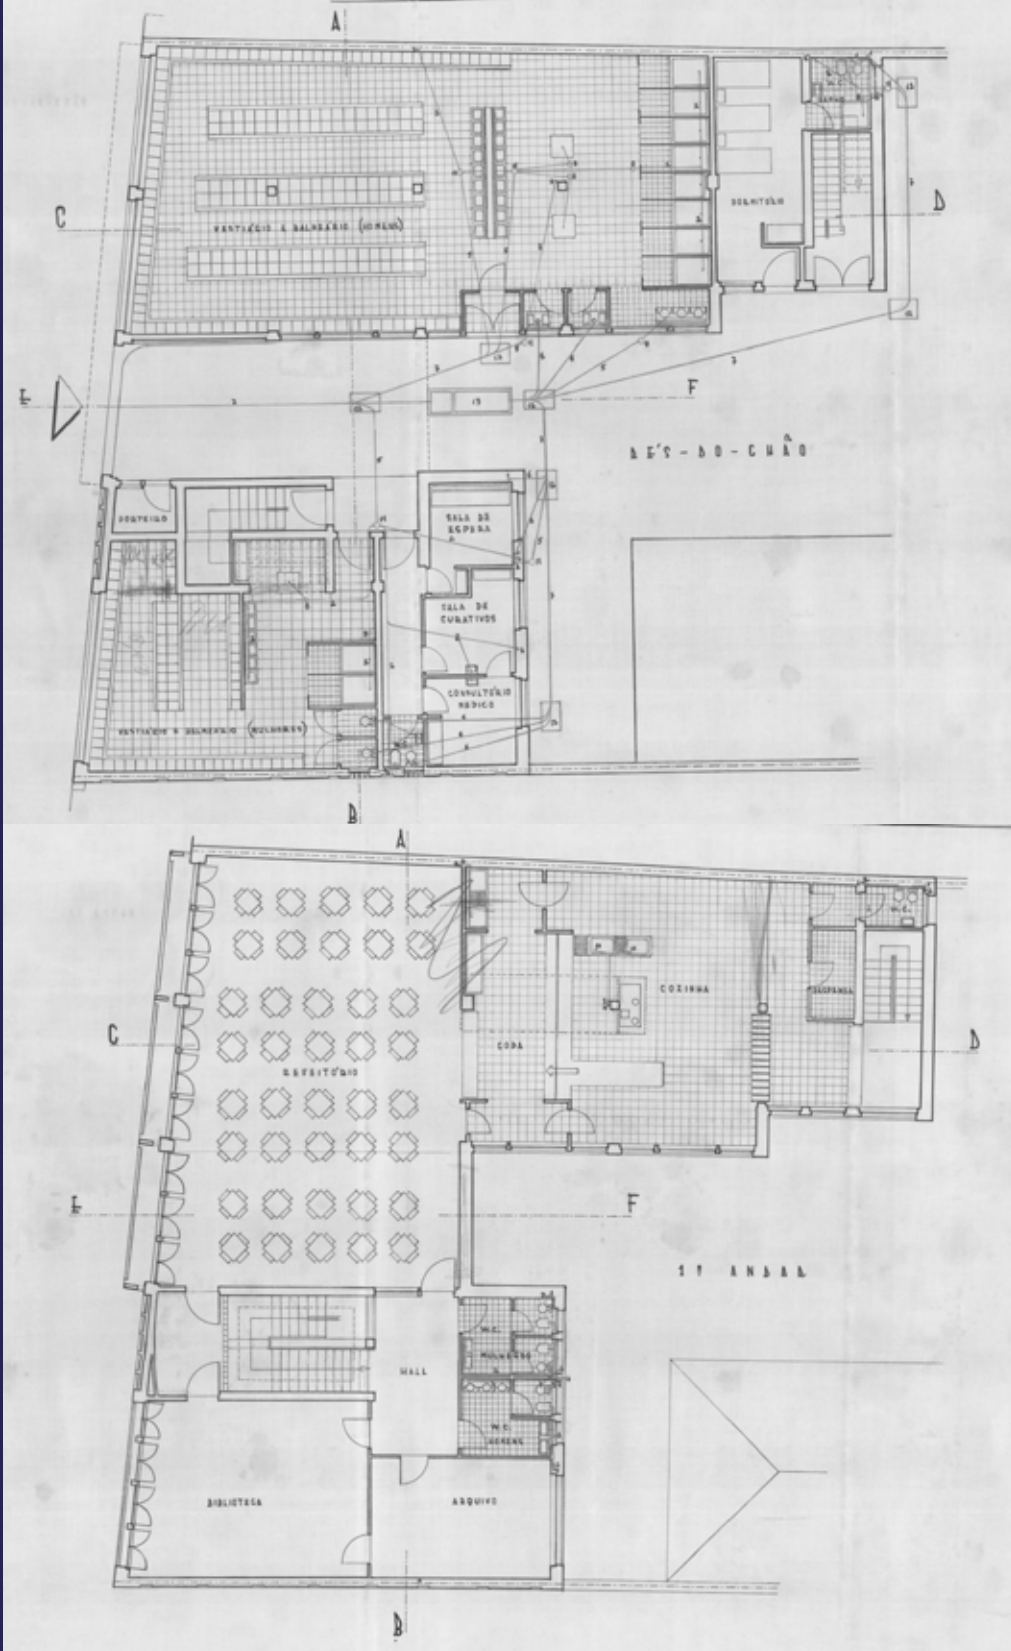 A
C
VESTIÁRIO E BALNEÁRIO (HOMENS)
DORMITÓRIO
D
E
F
RÉS-DO-CHÃO
PORTEIRO
SALA DE
ESPERA
SALA DE
CURATIVOS
CONSULTÓRIO
MÉDICO
VESTIÁRIO E BALNEÁRIO (MULHERES)
W.C.
B
A
W.C.
COZINHA
DESPENSA
C
COPA
D
REFEITÓRIO
E
F
1º ANDAR
W.C.
MULHERES
HALL
W.C.
HOMENS
BIBLIOTECA
ARQUIVO
B